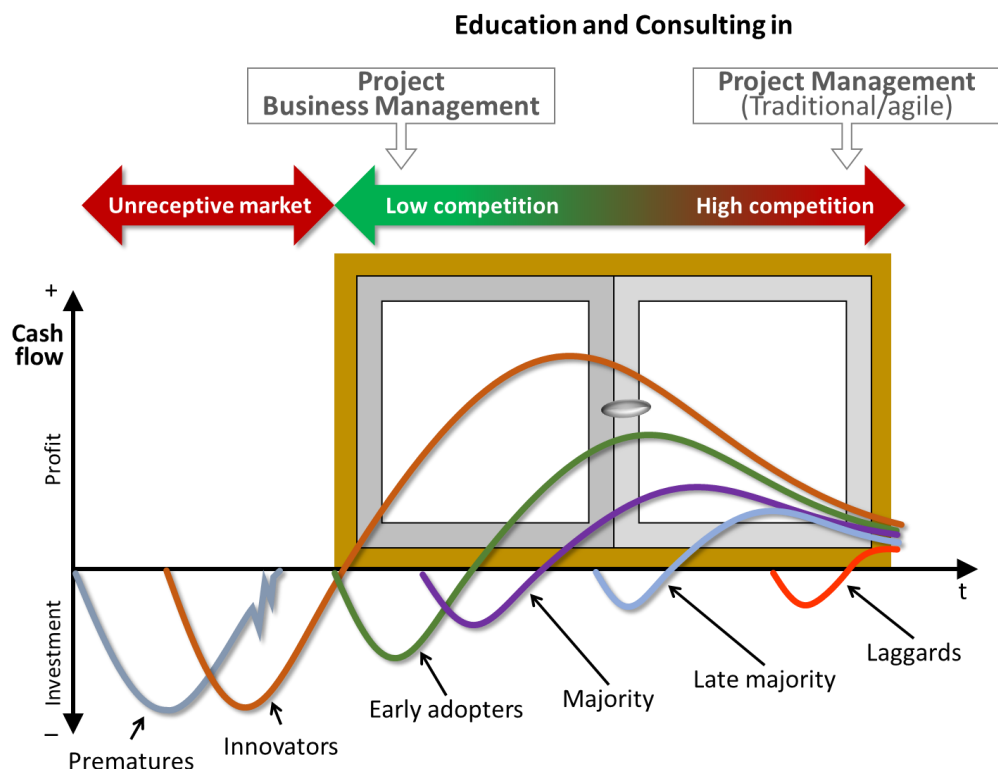 Education and Consulting in
Project
Business Management
Project Management
(Traditional/agile)
Unreceptive market
Low competition
High competition
+
Cash
flow
Profit
Investment
–
t
Prematures
Innovators
Early adopters
Majority
Late majority
Laggards